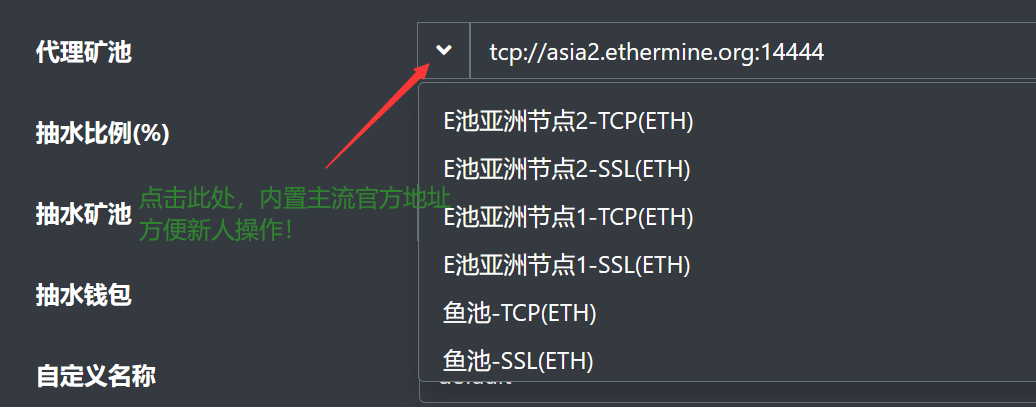 代理矿池
tcp://asia2.ethermine.org:14444
E池亚洲节点2-TCP(ETH)
抽水比例(%)
E池亚洲节点2-SSL(ETH)
点击此处，内置主流官方地址
抽水矿池
E池亚洲节点1-TCP(ETH)
方便新人操作！
E池亚洲节点1-SSL(ETH)
抽水钱包
鱼池-TCP(ETH)
鱼池-SSL(ETH)
自定义名称
default